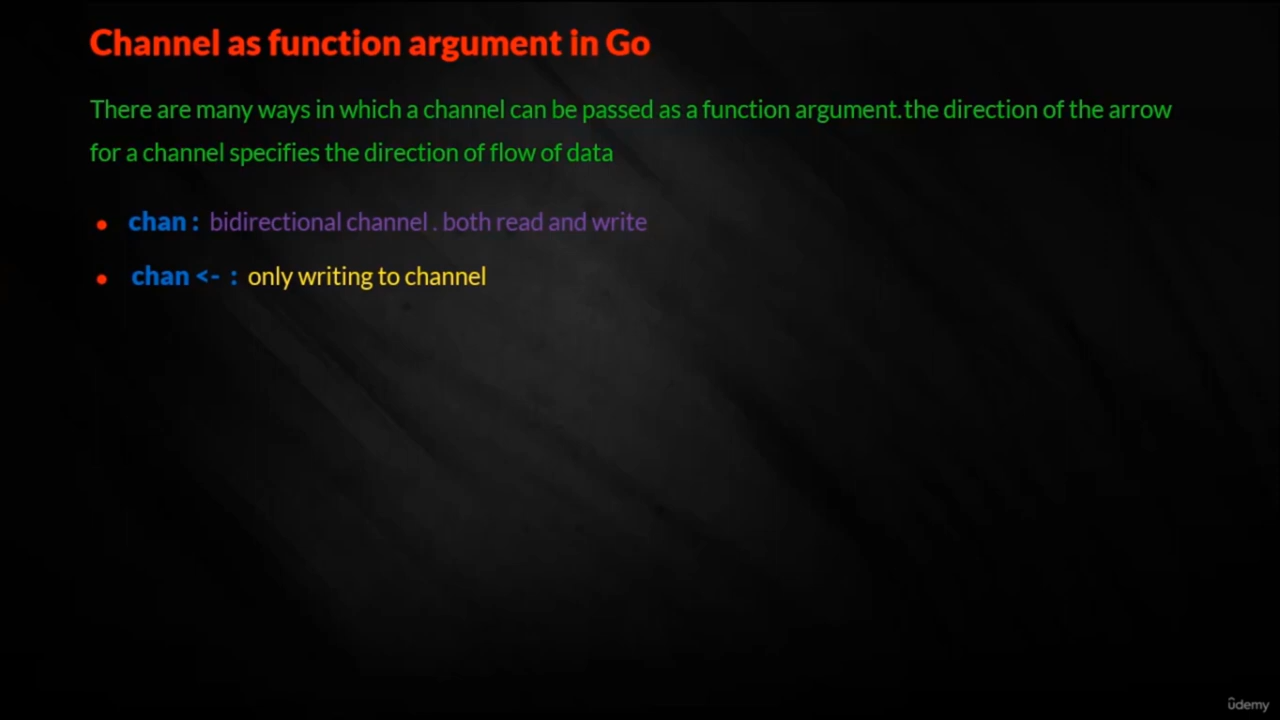 Channel as function argument in Go
There are many ways in which a channel can be passed as a function argument.the direction of the arrow
for a channel specifies the direction of flow of data
• chan : bidirectional channel . both read and write
• chan <- : only writing to channel
ûdemy